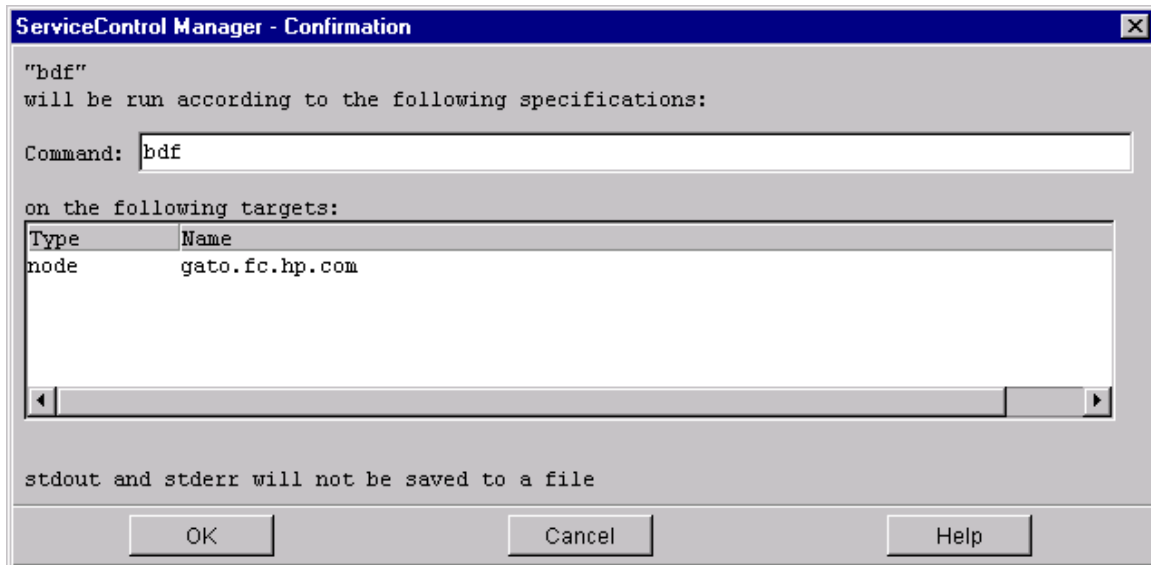 ServiceControl Manager - Confirmation
"bdf"
will be run according to the following specifications:
Command: bdf
on the following targets:
Type Name
node gato.fc.hp.com
stdout and stderr will not be saved to a file
OK Cancel Help